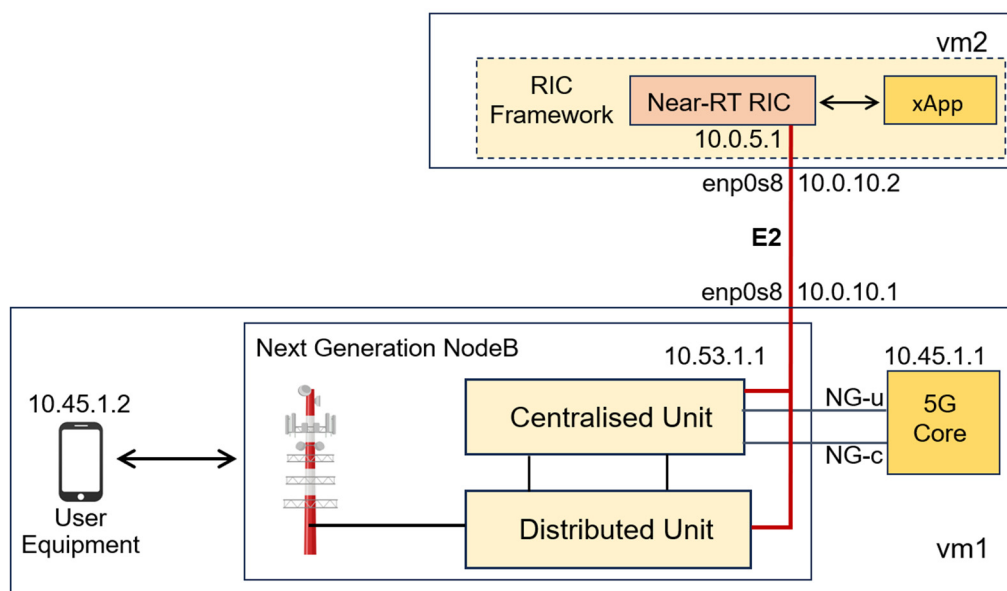 vm2
RIC
Framework
Near-RT RIC
xApp
10.0.5.1
enp0s8
10.0.10.2
E2
enp0s8
10.0.10.1
Next Generation NodeB
10.53.1.1
10.45.1.1
10.45.1.2
Centralised Unit
NG-u
5G
Core
NG-c
User
Equipment
Distributed Unit
vm1